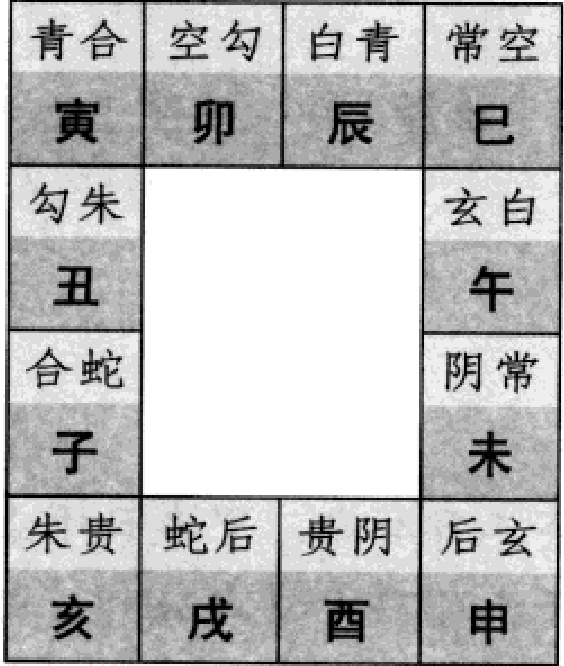 青合 空勾 白青 常空
寅 卯 辰 巳
勾朱 玄白
丑 午
合蛇 阴常
子 未
朱贵 蛇后 贵阴 后玄
亥 戌 酉 申